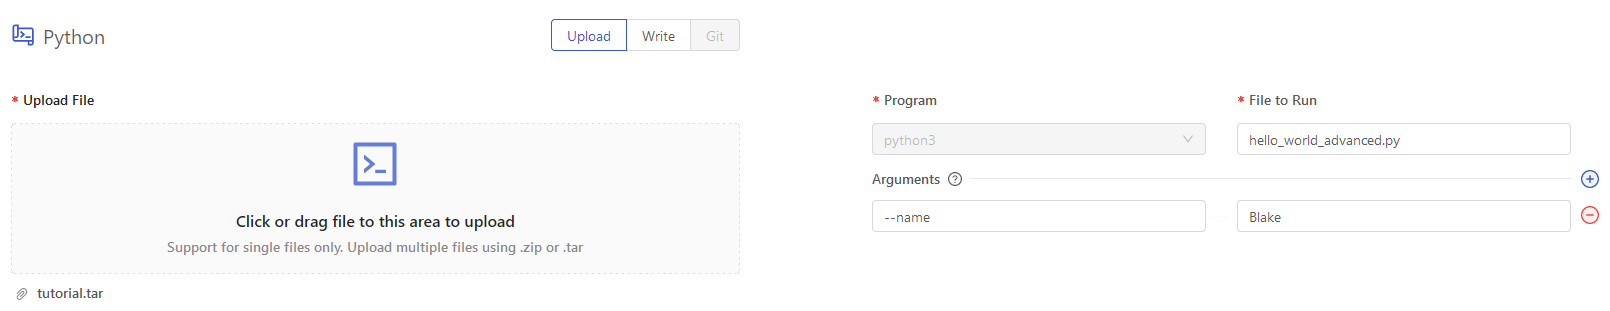 Python
Upload Write Git
* Upload File
Click or drag file to this area to upload
Support for single files only. Upload multiple files using .zip or .tar
tutorial.tar
* Program * File to Run
python3 hello_world_advanced.py
Arguments ?
--name Blake